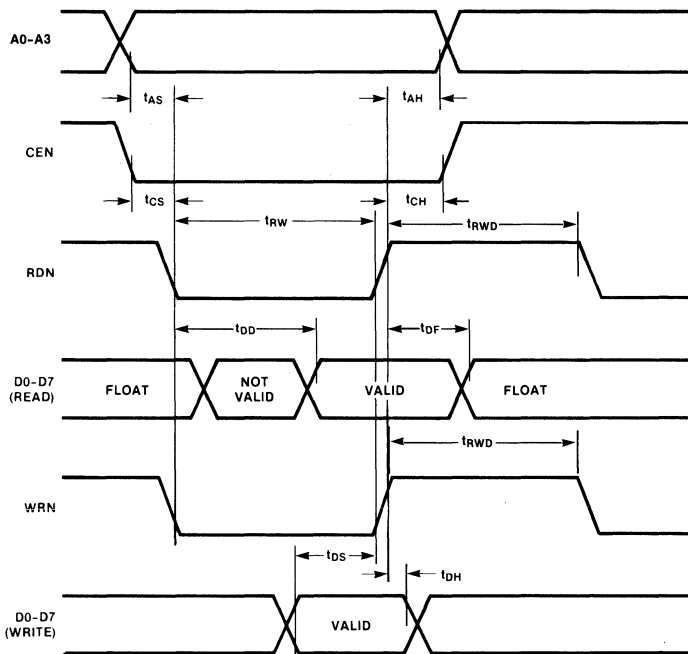 A0-A3
tAS
tAH
CEN
tCS
tCH
tRW
tRWD
RDN
tDD
tDF
D0-D7
(READ)
FLOAT
NOT
VALID
VALID
FLOAT
tRWD
WRN
tDS
tDH
D0-D7
(WRITE)
VALID